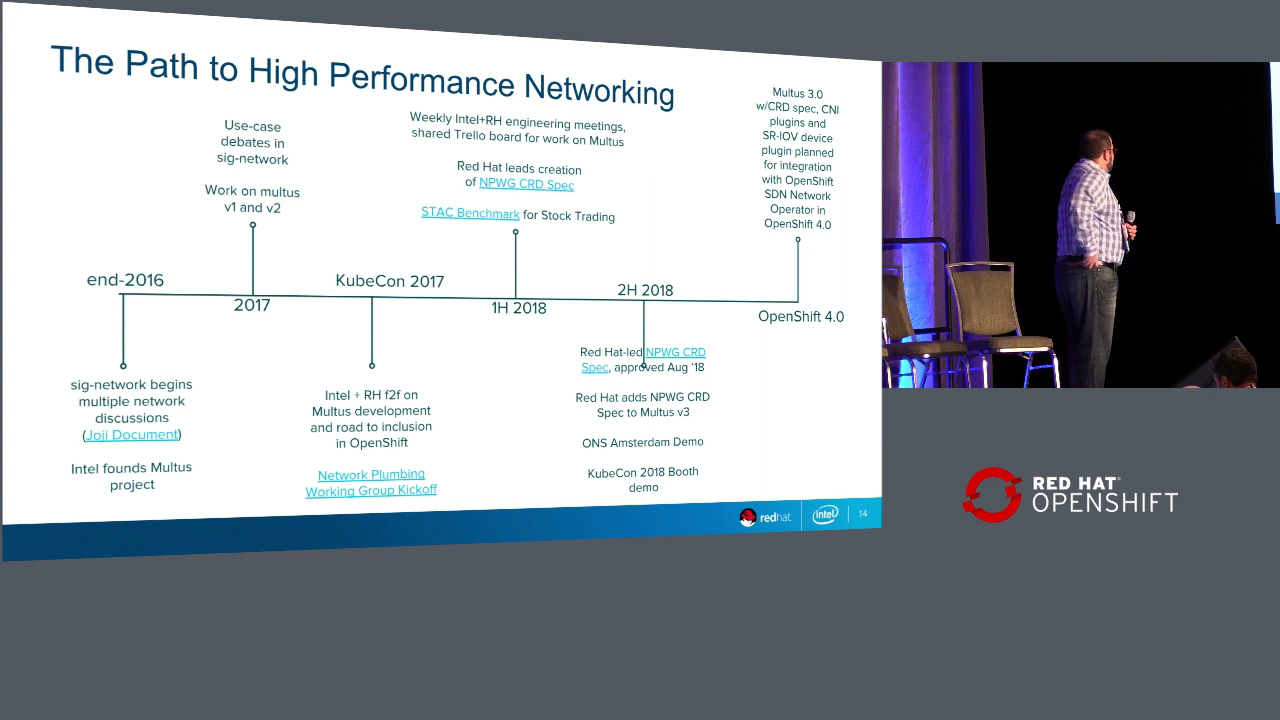 The Path to High Performance Networking
Use-case
debates in
sig-network
Work on multus
v1 and v2
Weekly Intel+RH engineering meetings,
shared Trello board for work on Multus
Red Hat leads creation
of NPWG CRD Spec
STAC Benchmark for Stock Trading
Multus 3.0
w/CRD spec, CNI
plugins and
SR-IOV device
plugin planned
for integration
with OpenShift
SDN Network
Operator in
OpenShift 4.0
end-2016
2017
KubeCon 2017
1H 2018
2H 2018
OpenShift 4.0
sig-network begins
multiple network
discussions
(Joji Document)
Intel founds Multus
project
Intel + RH f2f on
Multus development
and road to inclusion
in OpenShift
Network Plumbing
Working Group Kickoff
Red Hat-led NPWG CRD
Spec, approved Aug '18
Red Hat adds NPWG CRD
Spec to Multus v3
ONS Amsterdam Demo
KubeCon 2018 Booth
demo
redhat
intel
14
RED HAT®
OPENSHIFT